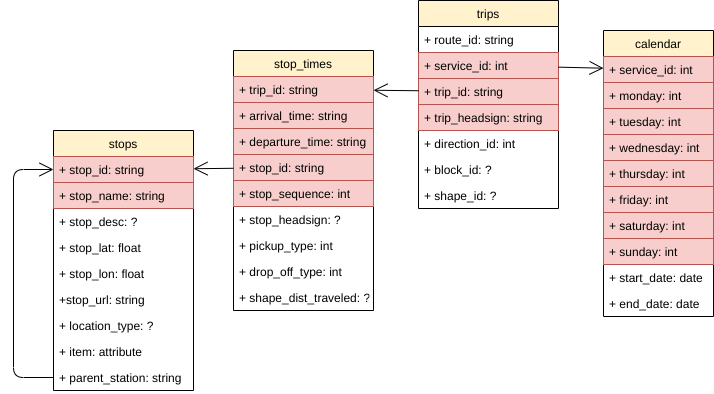 stops
+ stop_id: string
+ stop_name: string
+ stop_desc: ?
+ stop_lat: float
+ stop_lon: float
+stop_url: string
+ location_type: ?
+ item: attribute
+ parent_station: string
stop_times
+ trip_id: string
+ arrival_time: string
+ departure_time: string
+ stop_id: string
+ stop_sequence: int
+ stop_headsign: ?
+ pickup_type: int
+ drop_off_type: int
+ shape_dist_traveled: ?
trips
+ route_id: string
+ service_id: int
+ trip_id: string
+ trip_headsign: string
+ direction_id: int
+ block_id: ?
+ shape_id: ?
calendar
+ service_id: int
+ monday: int
+ tuesday: int
+ wednesday: int
+ thursday: int
+ friday: int
+ saturday: int
+ sunday: int
+ start_date: date
+ end_date: date